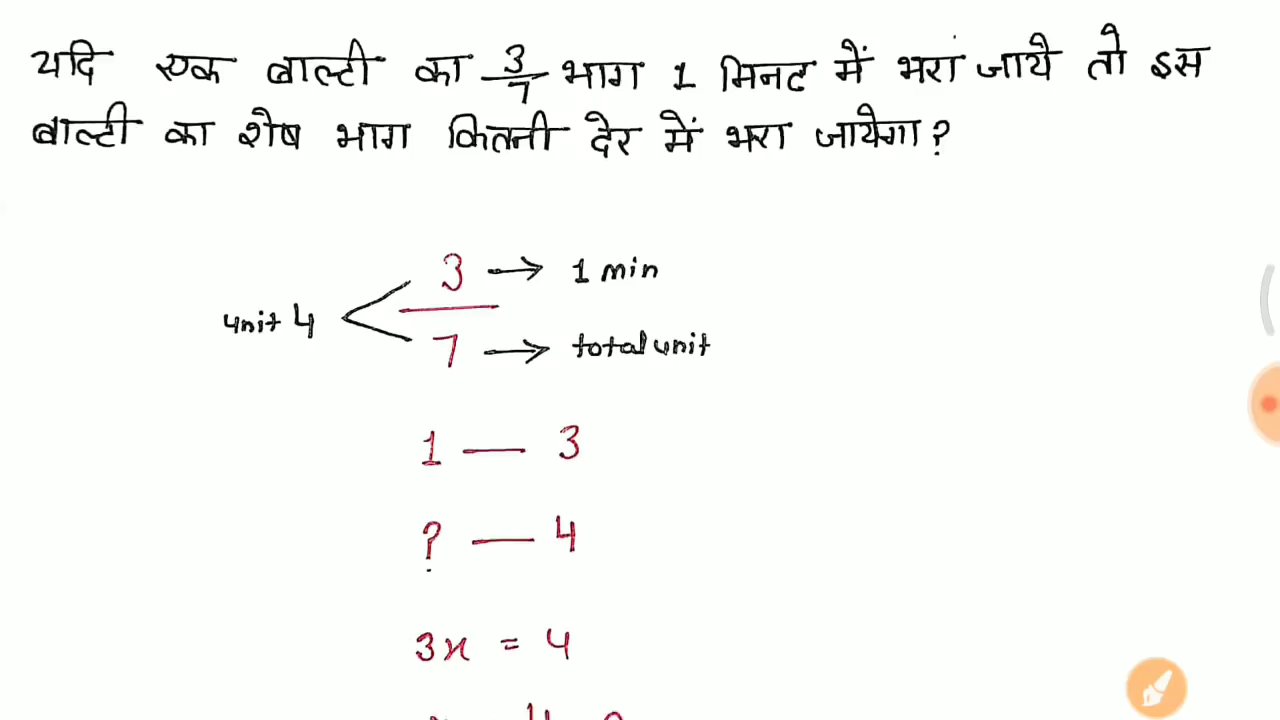 यदि एक बाल्टी का 3/7 भाग 1 मिनट में भरा जाये तो इस
बाल्टी का शेष भाग कितनी देर में भरा जायेगा?
3 → 1 min
unit 4
7 → total unit
1 — 3
? — 4
3x = 4